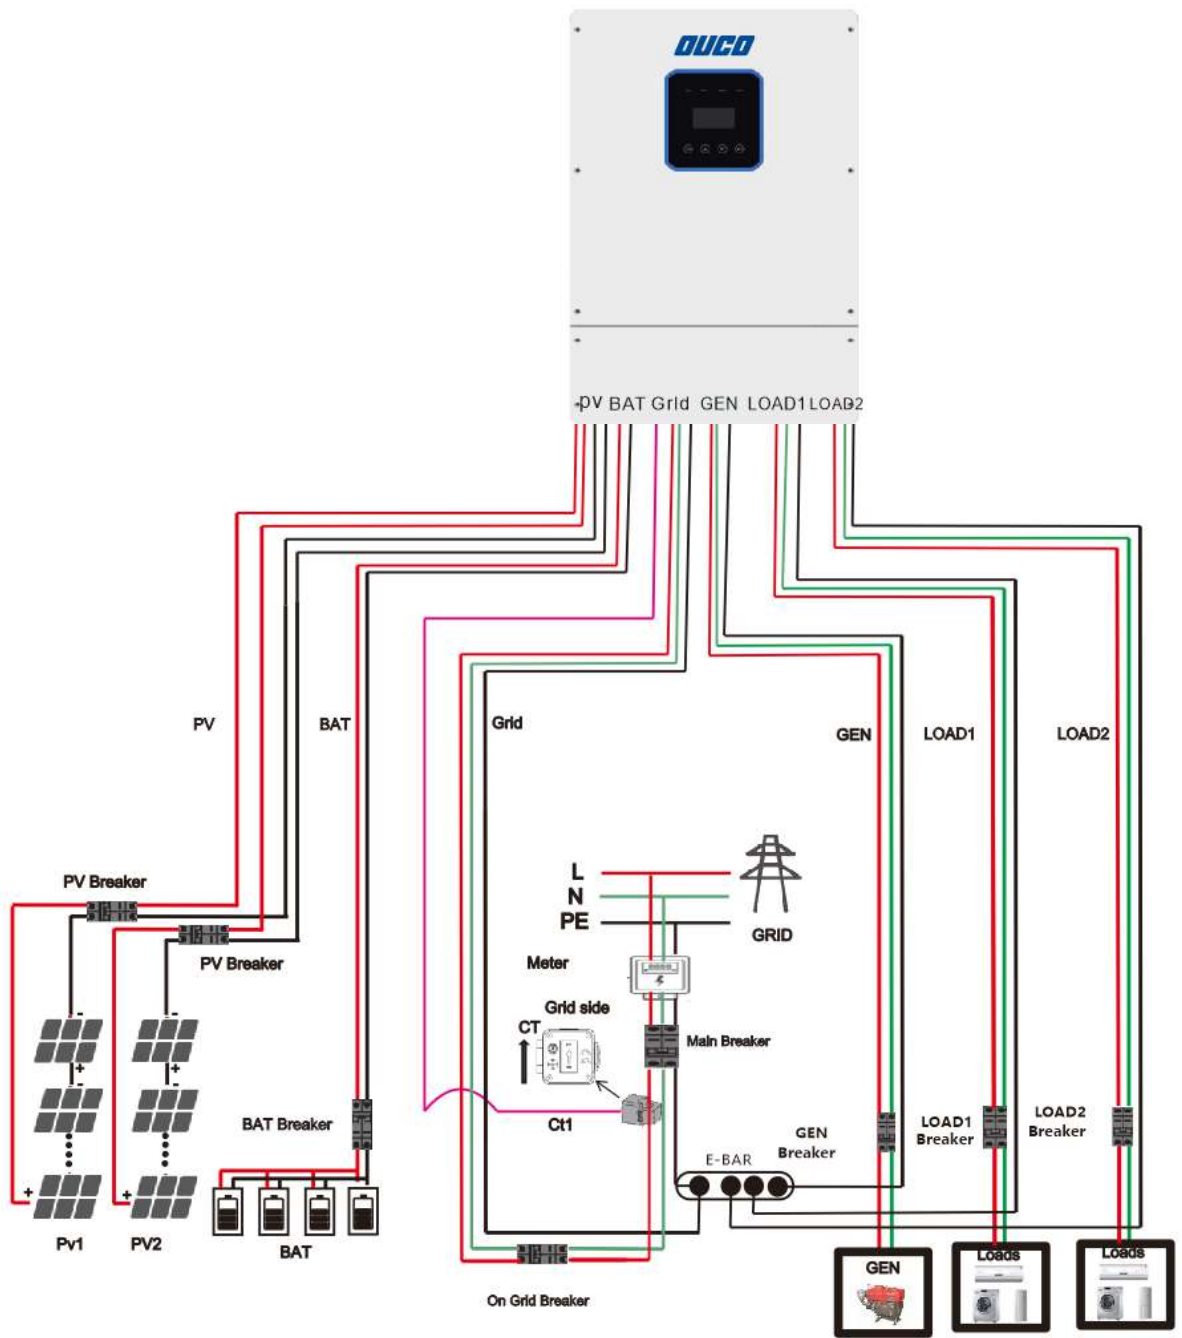 OUCO
pv BAT Grid GEN LOAD1 LOAD2
PV
BAT
Grid
GEN
LOAD1
LOAD2
L
N
PE
GRID
PV Breaker
PV Breaker
Meter
Grid side
CT
Main Breaker
Ct1
BAT Breaker
E-BAR
GEN
Breaker
LOAD1
Breaker
LOAD2
Breaker
-
-
+
-
-
+
+
Pv1
PV2
BAT
On Grid Breaker
GEN
Loads
Loads